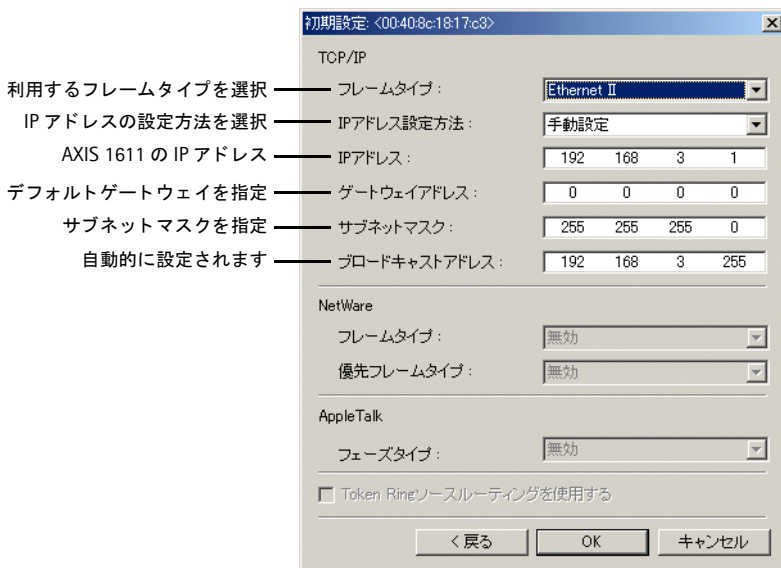 初期設定: <00:40:8c:18:17:c3>
TCP/IP
利用するフレームタイプを選択 フレームタイプ： Ethernet II
IP アドレスの設定方法を選択 IPアドレス設定方法： 手動設定
AXIS 1611 の IP アドレス IPアドレス： 192 168 3 1
デフォルトゲートウェイを指定 ゲートウェイアドレス： 0 0 0 0
サブネットマスクを指定 サブネットマスク： 255 255 255 0
自動的に設定されます ブロードキャストアドレス： 192 168 3 255
NetWare
フレームタイプ： 無効
優先フレームタイプ： 無効
AppleTalk
フェーズタイプ： 無効
Token Ringソースルーティングを使用する
< 戻る OK キャンセル